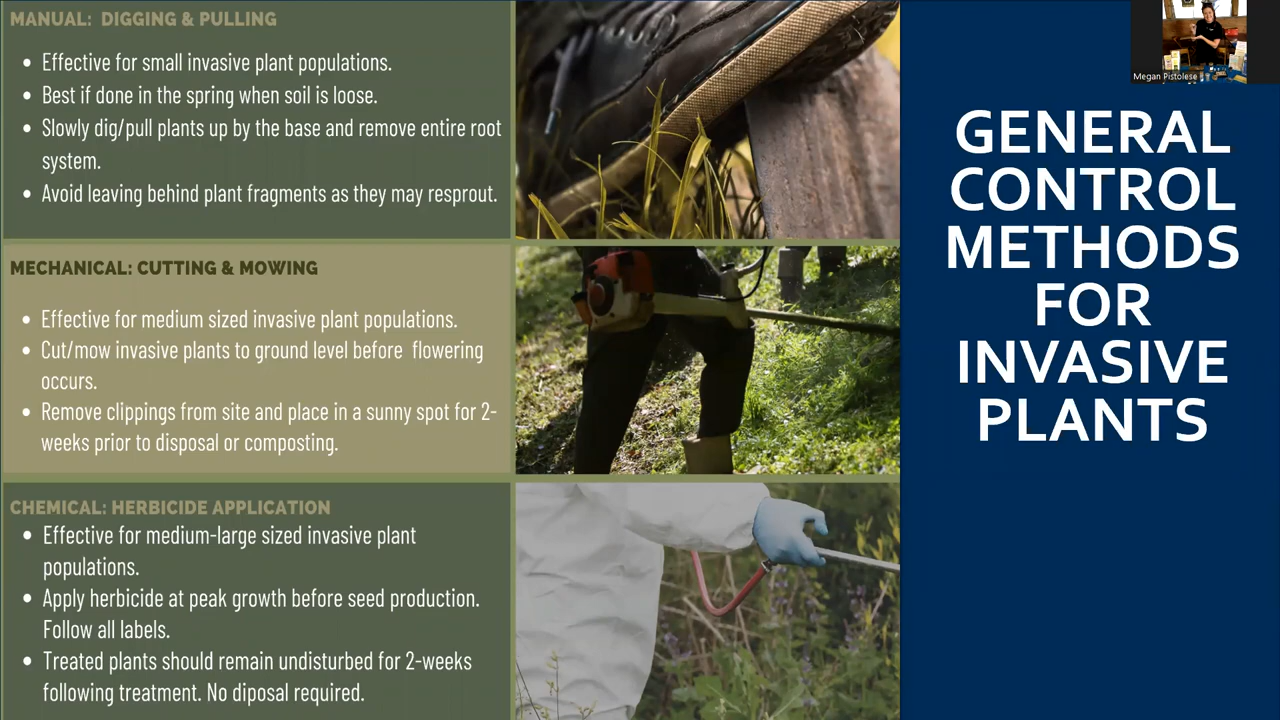 MANUAL: DIGGING & PULLING
• Effective for small invasive plant populations.
• Best if done in the spring when soil is loose.
• Slowly dig/pull plants up by the base and remove entire root
system.
• Avoid leaving behind plant fragments as they may resprout.
MECHANICAL: CUTTING & MOWING
• Effective for medium sized invasive plant populations.
• Cut/mow invasive plants to ground level before flowering
occurs.
• Remove clippings from site and place in a sunny spot for 2-
weeks prior to disposal or composting.
CHEMICAL: HERBICIDE APPLICATION
• Effective for medium-large sized invasive plant
populations.
• Apply herbicide at peak growth before seed production.
Follow all labels.
• Treated plants should remain undisturbed for 2-weeks
following treatment. No diposal required.
Megan Pistolese
GENERAL
CONTROL
METHODS
FOR
INVASIVE
PLANTS